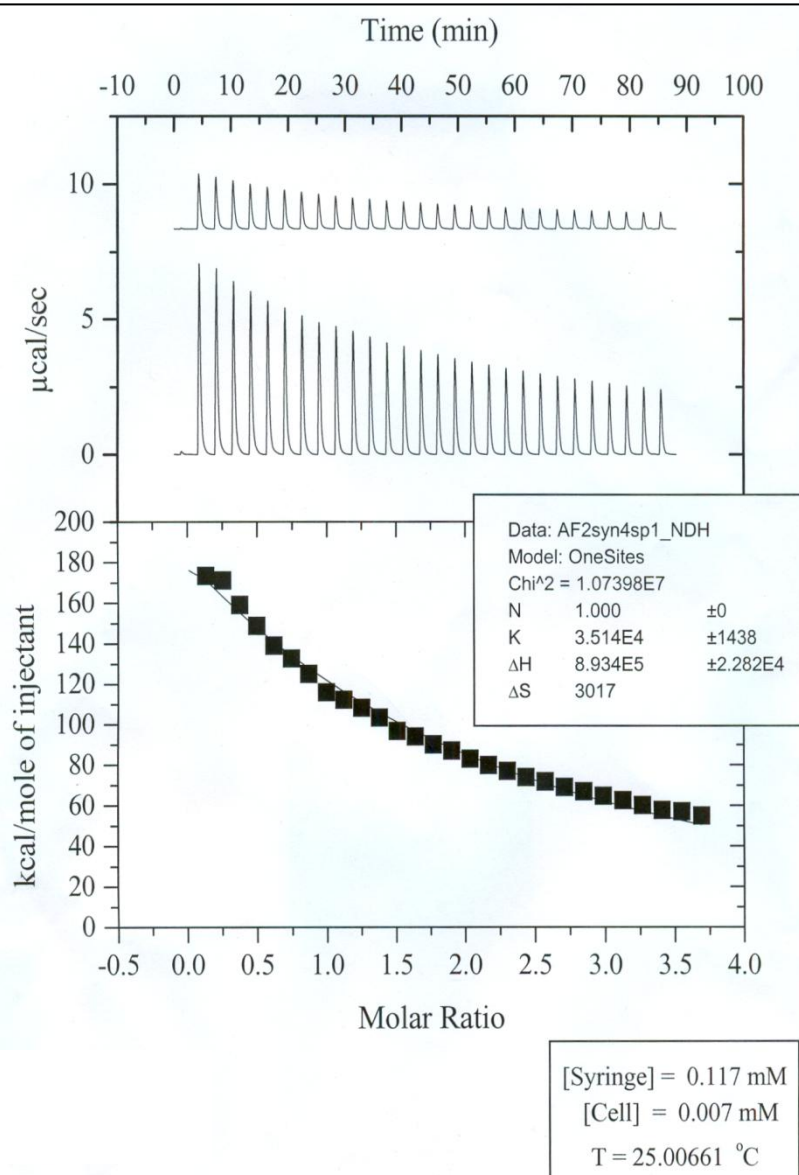 Time (min)
-10 0 10 20 30 40 50 60 70 80 90 100
10
5
0
µcal/sec
200
180
160
140
120
100
80
60
40
20
0
kcal/mole of injectant
Data: AF2syn4sp1_NDH
Model: OneSites
Chi^2 = 1.07398E7
N 1.000 ±0
K 3.514E4 ±1438
ΔH 8.934E5 ±2.282E4
ΔS 3017
-0.5 0.0 0.5 1.0 1.5 2.0 2.5 3.0 3.5 4.0
Molar Ratio
[Syringe] = 0.117 mM
[Cell] = 0.007 mM
T = 25.00661 °C